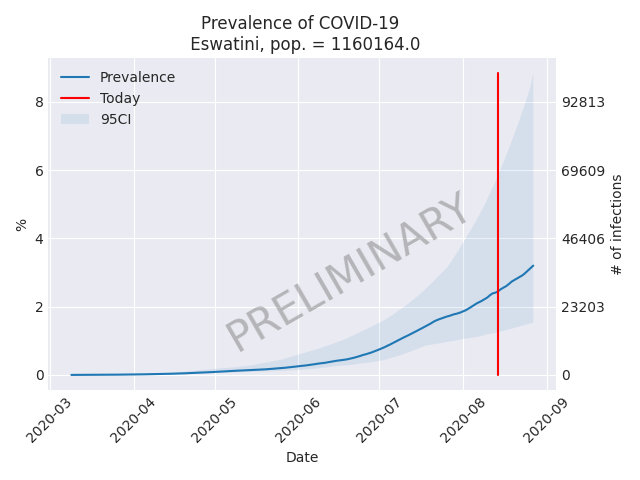 Prevalence of COVID-19
Eswatini, pop. = 1160164.0
Prevalence
Today
95CI
8
6
4
2
0
%
92813
69609
46406
23203
0
# of infections
PRELIMINARY
2020-03
2020-04
2020-05
2020-06
2020-07
2020-08
2020-09
Date